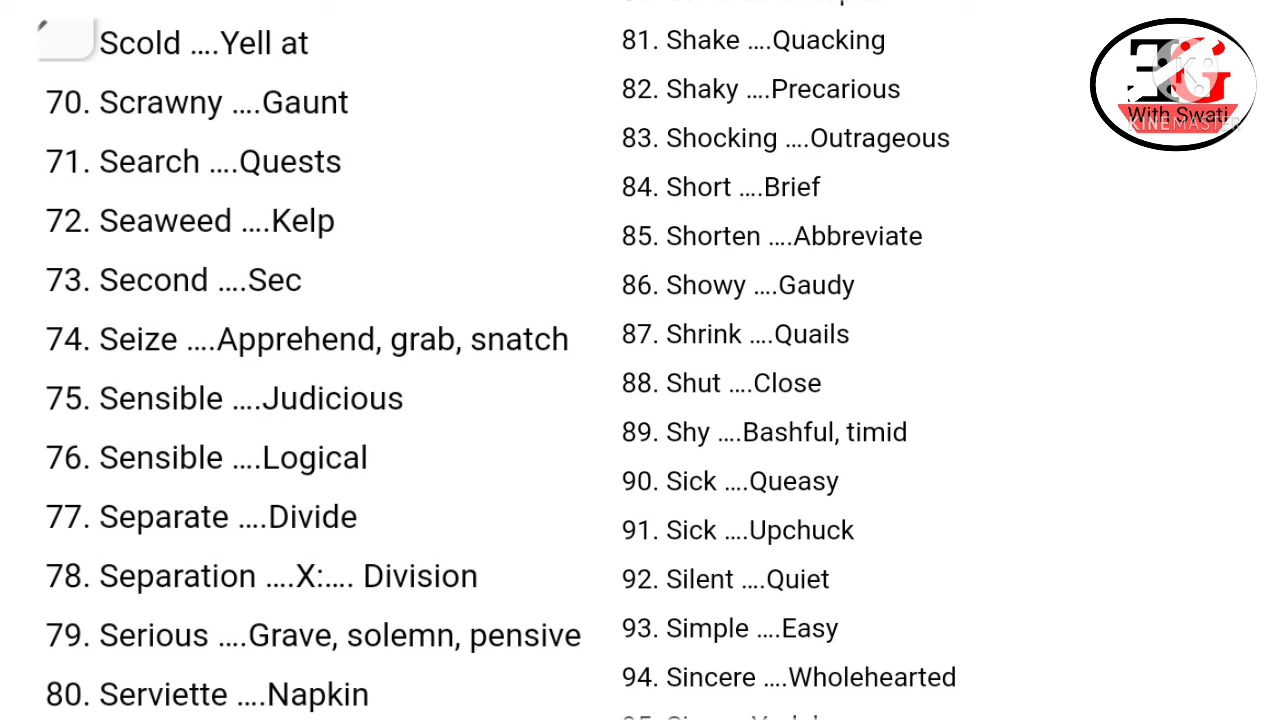 Scold ....Yell at
70. Scrawny ....Gaunt
71. Search ....Quests
72. Seaweed ....Kelp
73. Second ....Sec
74. Seize ....Apprehend, grab, snatch
75. Sensible ....Judicious
76. Sensible ....Logical
77. Separate ....Divide
78. Separation ....X:.... Division
79. Serious ....Grave, solemn, pensive
80. Serviette ....Napkin
81. Shake ....Quacking
82. Shaky ....Precarious
83. Shocking ....Outrageous
84. Short ....Brief
85. Shorten ....Abbreviate
86. Showy ....Gaudy
87. Shrink ....Quails
88. Shut ....Close
89. Shy ....Bashful, timid
90. Sick ....Queasy
91. Sick ....Upchuck
92. Silent ....Quiet
93. Simple ....Easy
94. Sincere ....Wholehearted
With Swati
KINEMASTER